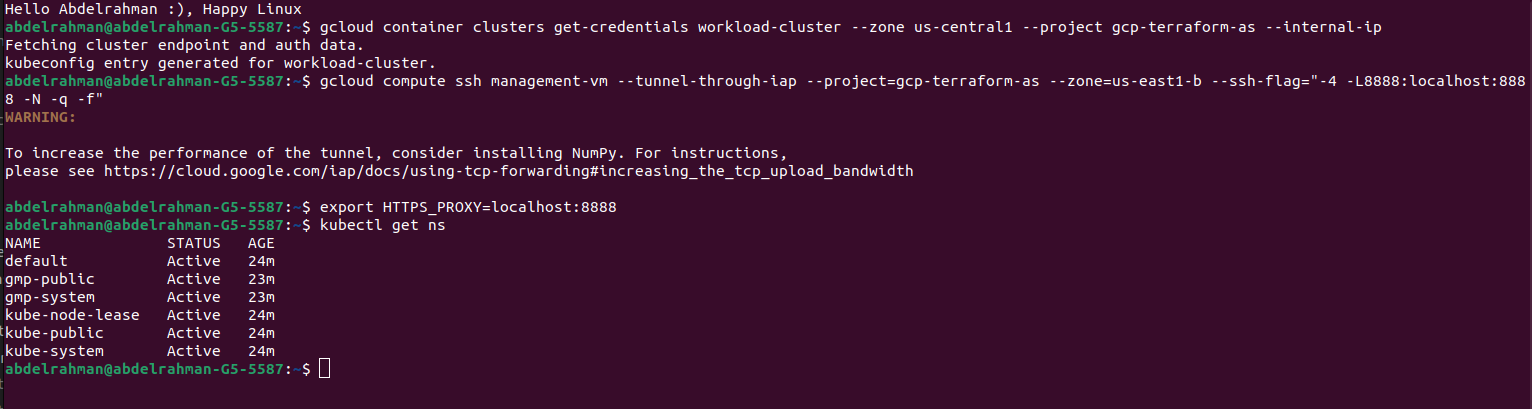 Hello Abdelrahman :), Happy Linux
abdelrahman@abdelrahman-G5-5587:~$ gcloud container clusters get-credentials workload-cluster --zone us-central1 --project gcp-terraform-as --internal-ip
Fetching cluster endpoint and auth data.
kubeconfig entry generated for workload-cluster.
abdelrahman@abdelrahman-G5-5587:~$ gcloud compute ssh management-vm --tunnel-through-iap --project=gcp-terraform-as --zone=us-east1-b --ssh-flag="-4 -L8888:localhost:888
8 -N -q -f"
WARNING:
To increase the performance of the tunnel, consider installing NumPy. For instructions,
please see https://cloud.google.com/iap/docs/using-tcp-forwarding#increasing_the_tcp_upload_bandwidth
abdelrahman@abdelrahman-G5-5587:~$ export HTTPS_PROXY=localhost:8888
abdelrahman@abdelrahman-G5-5587:~$ kubectl get ns
NAME              STATUS   AGE
default           Active   24m
gmp-public        Active   23m
gmp-system        Active   23m
kube-node-lease   Active   24m
kube-public       Active   24m
kube-system       Active   24m
abdelrahman@abdelrahman-G5-5587:~$